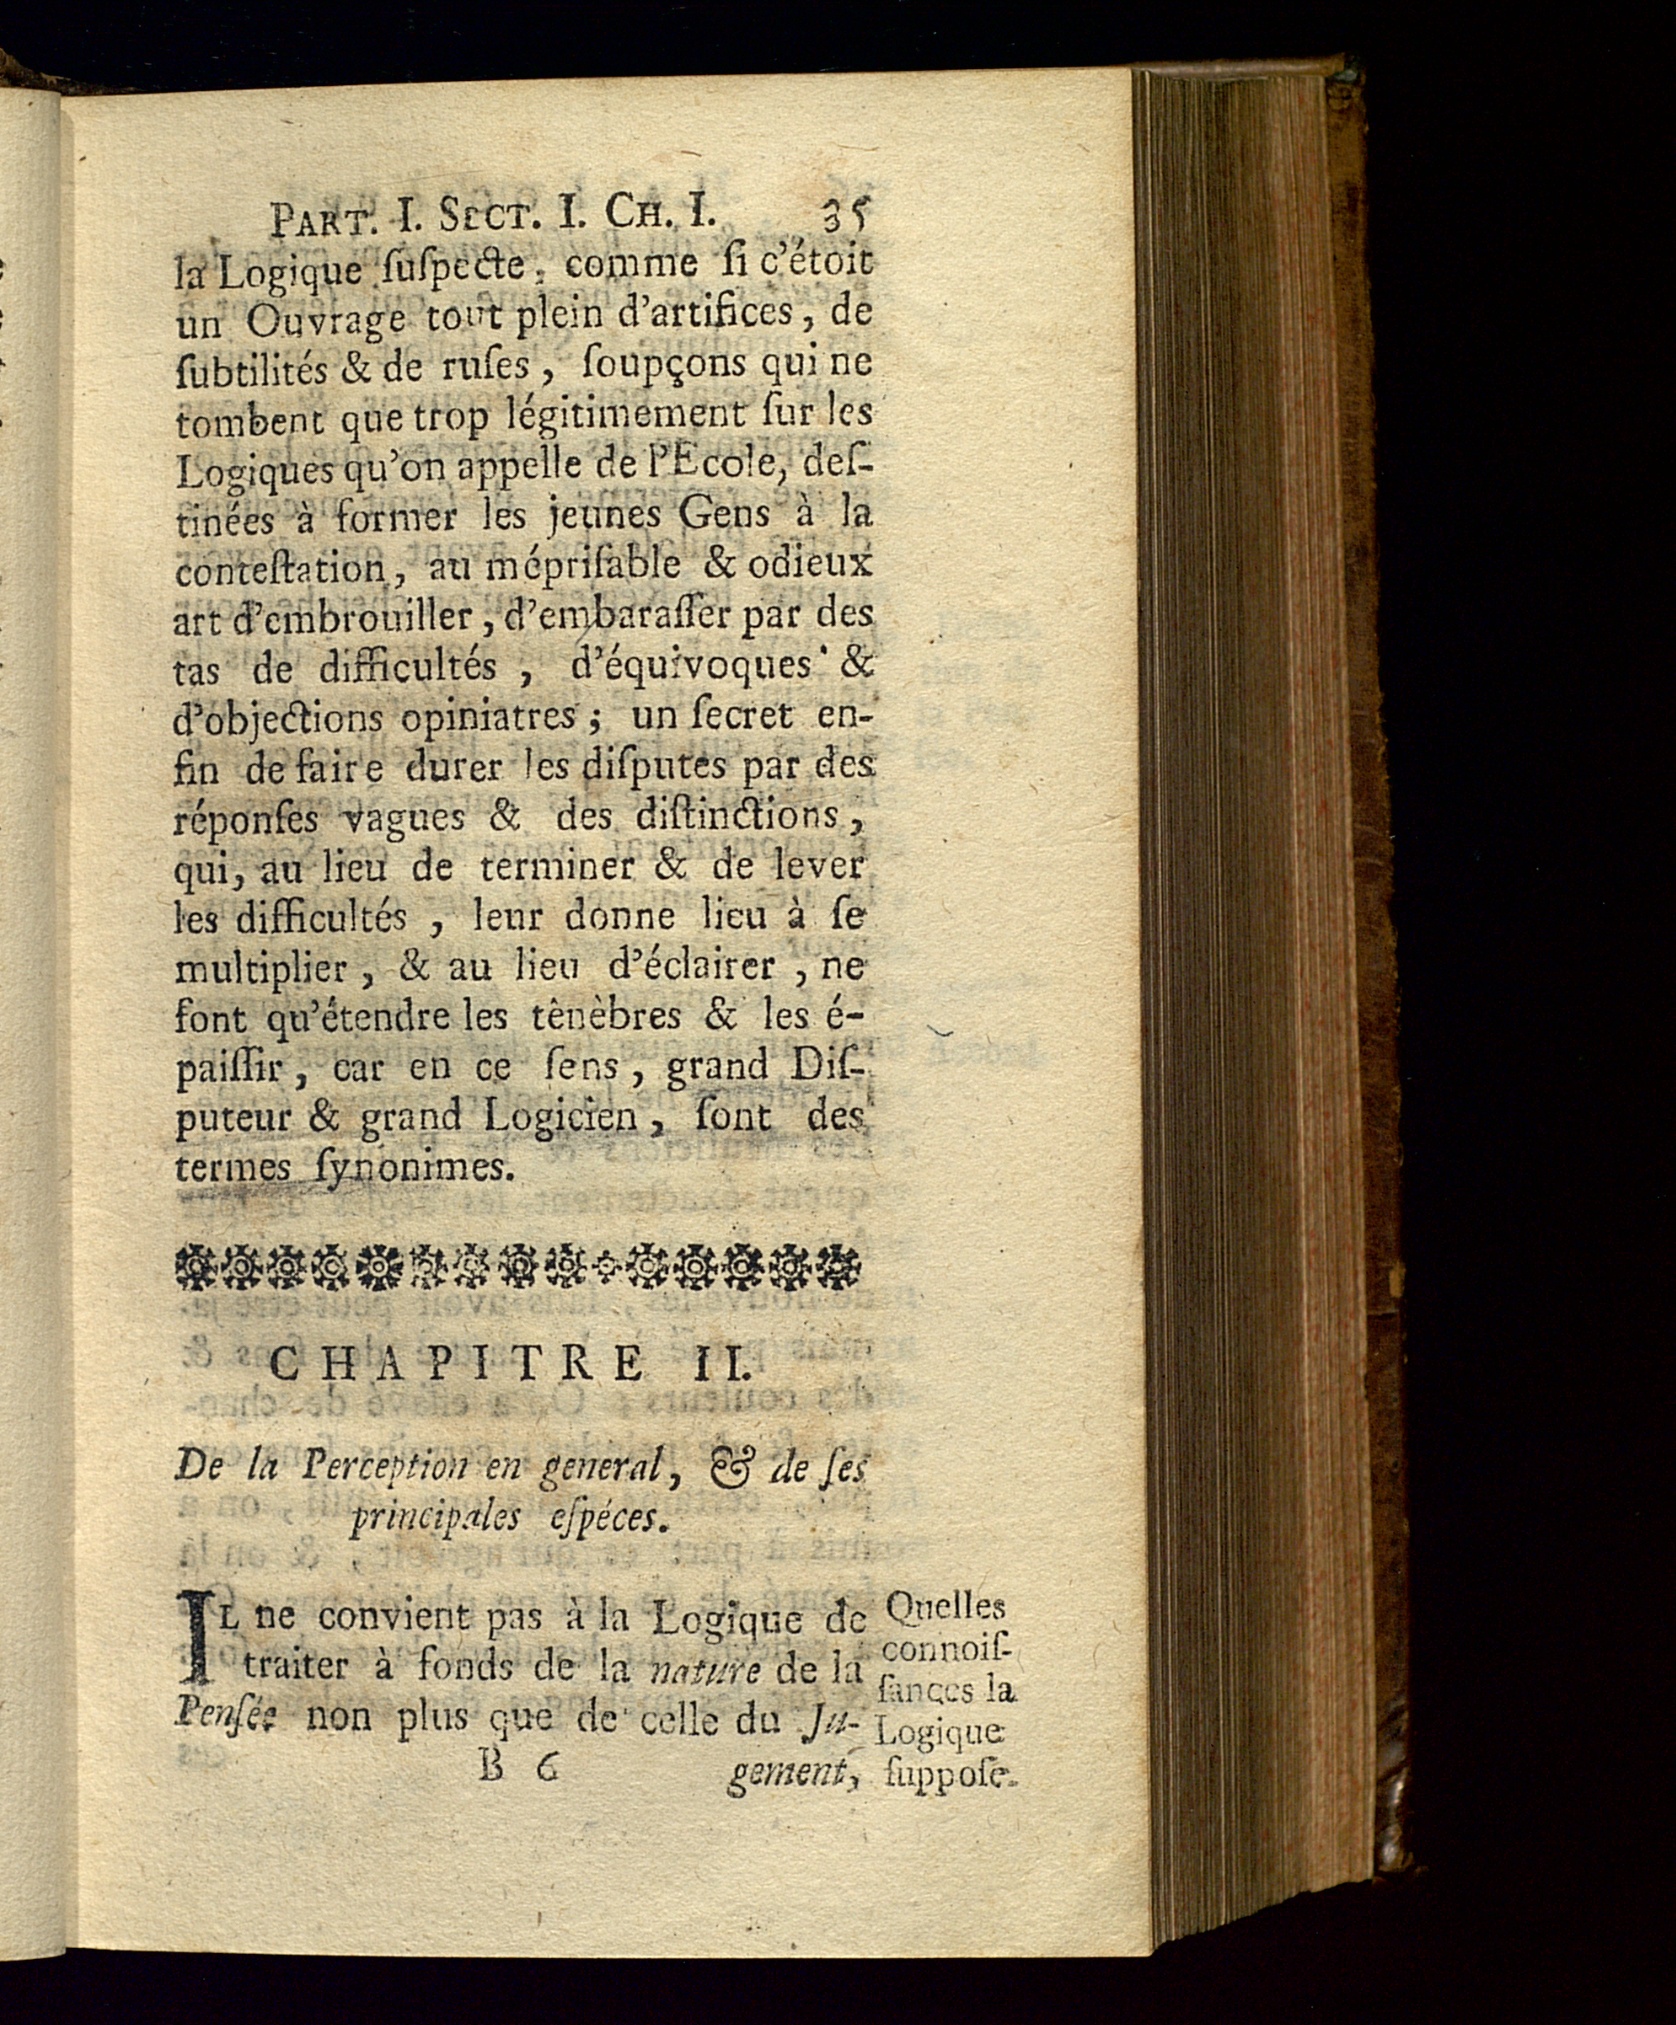 PART. I. SECT. I. CH. I. 35
la Logique ſuſpecte, comme ſi c'étoit
un Ouvrage tout plein d'artifices, de
ſubtilités & de ruſes, ſoupçons qui ne
tombent que trop légitimement ſur les
Logiques qu'on appelle de l'Ecole, deſ-
tinées à former les jeunes Gens à la
conteſtation, au mépriſable & odieux
art d'embrouiller, d'embaraſſer par des
tas de difficultés, d'équivoques &
d'objections opiniatres; un ſecret en-
fin de faire durer les diſputes par des
réponſes vagues & des diſtinctions,
qui, au lieu de terminer & de lever
les difficultés, leur donne lieu à ſe
multiplier, & au lieu d'éclairer, ne
font qu'étendre les tênèbres & les é-
paiſſir, car en ce ſens, grand Diſ-
puteur & grand Logicien, ſont des
termes ſynonimes.
CHAPITRE II.
De la Perception en general, & de ſes
principales eſpéces.
IL ne convient pas à la Logique de
traiter à fonds de la nature de la
Penſée non plus que de celle du Ju-
B 6 gement,
Quelles
connoiſ-
ſances la
Logique
ſuppoſe.